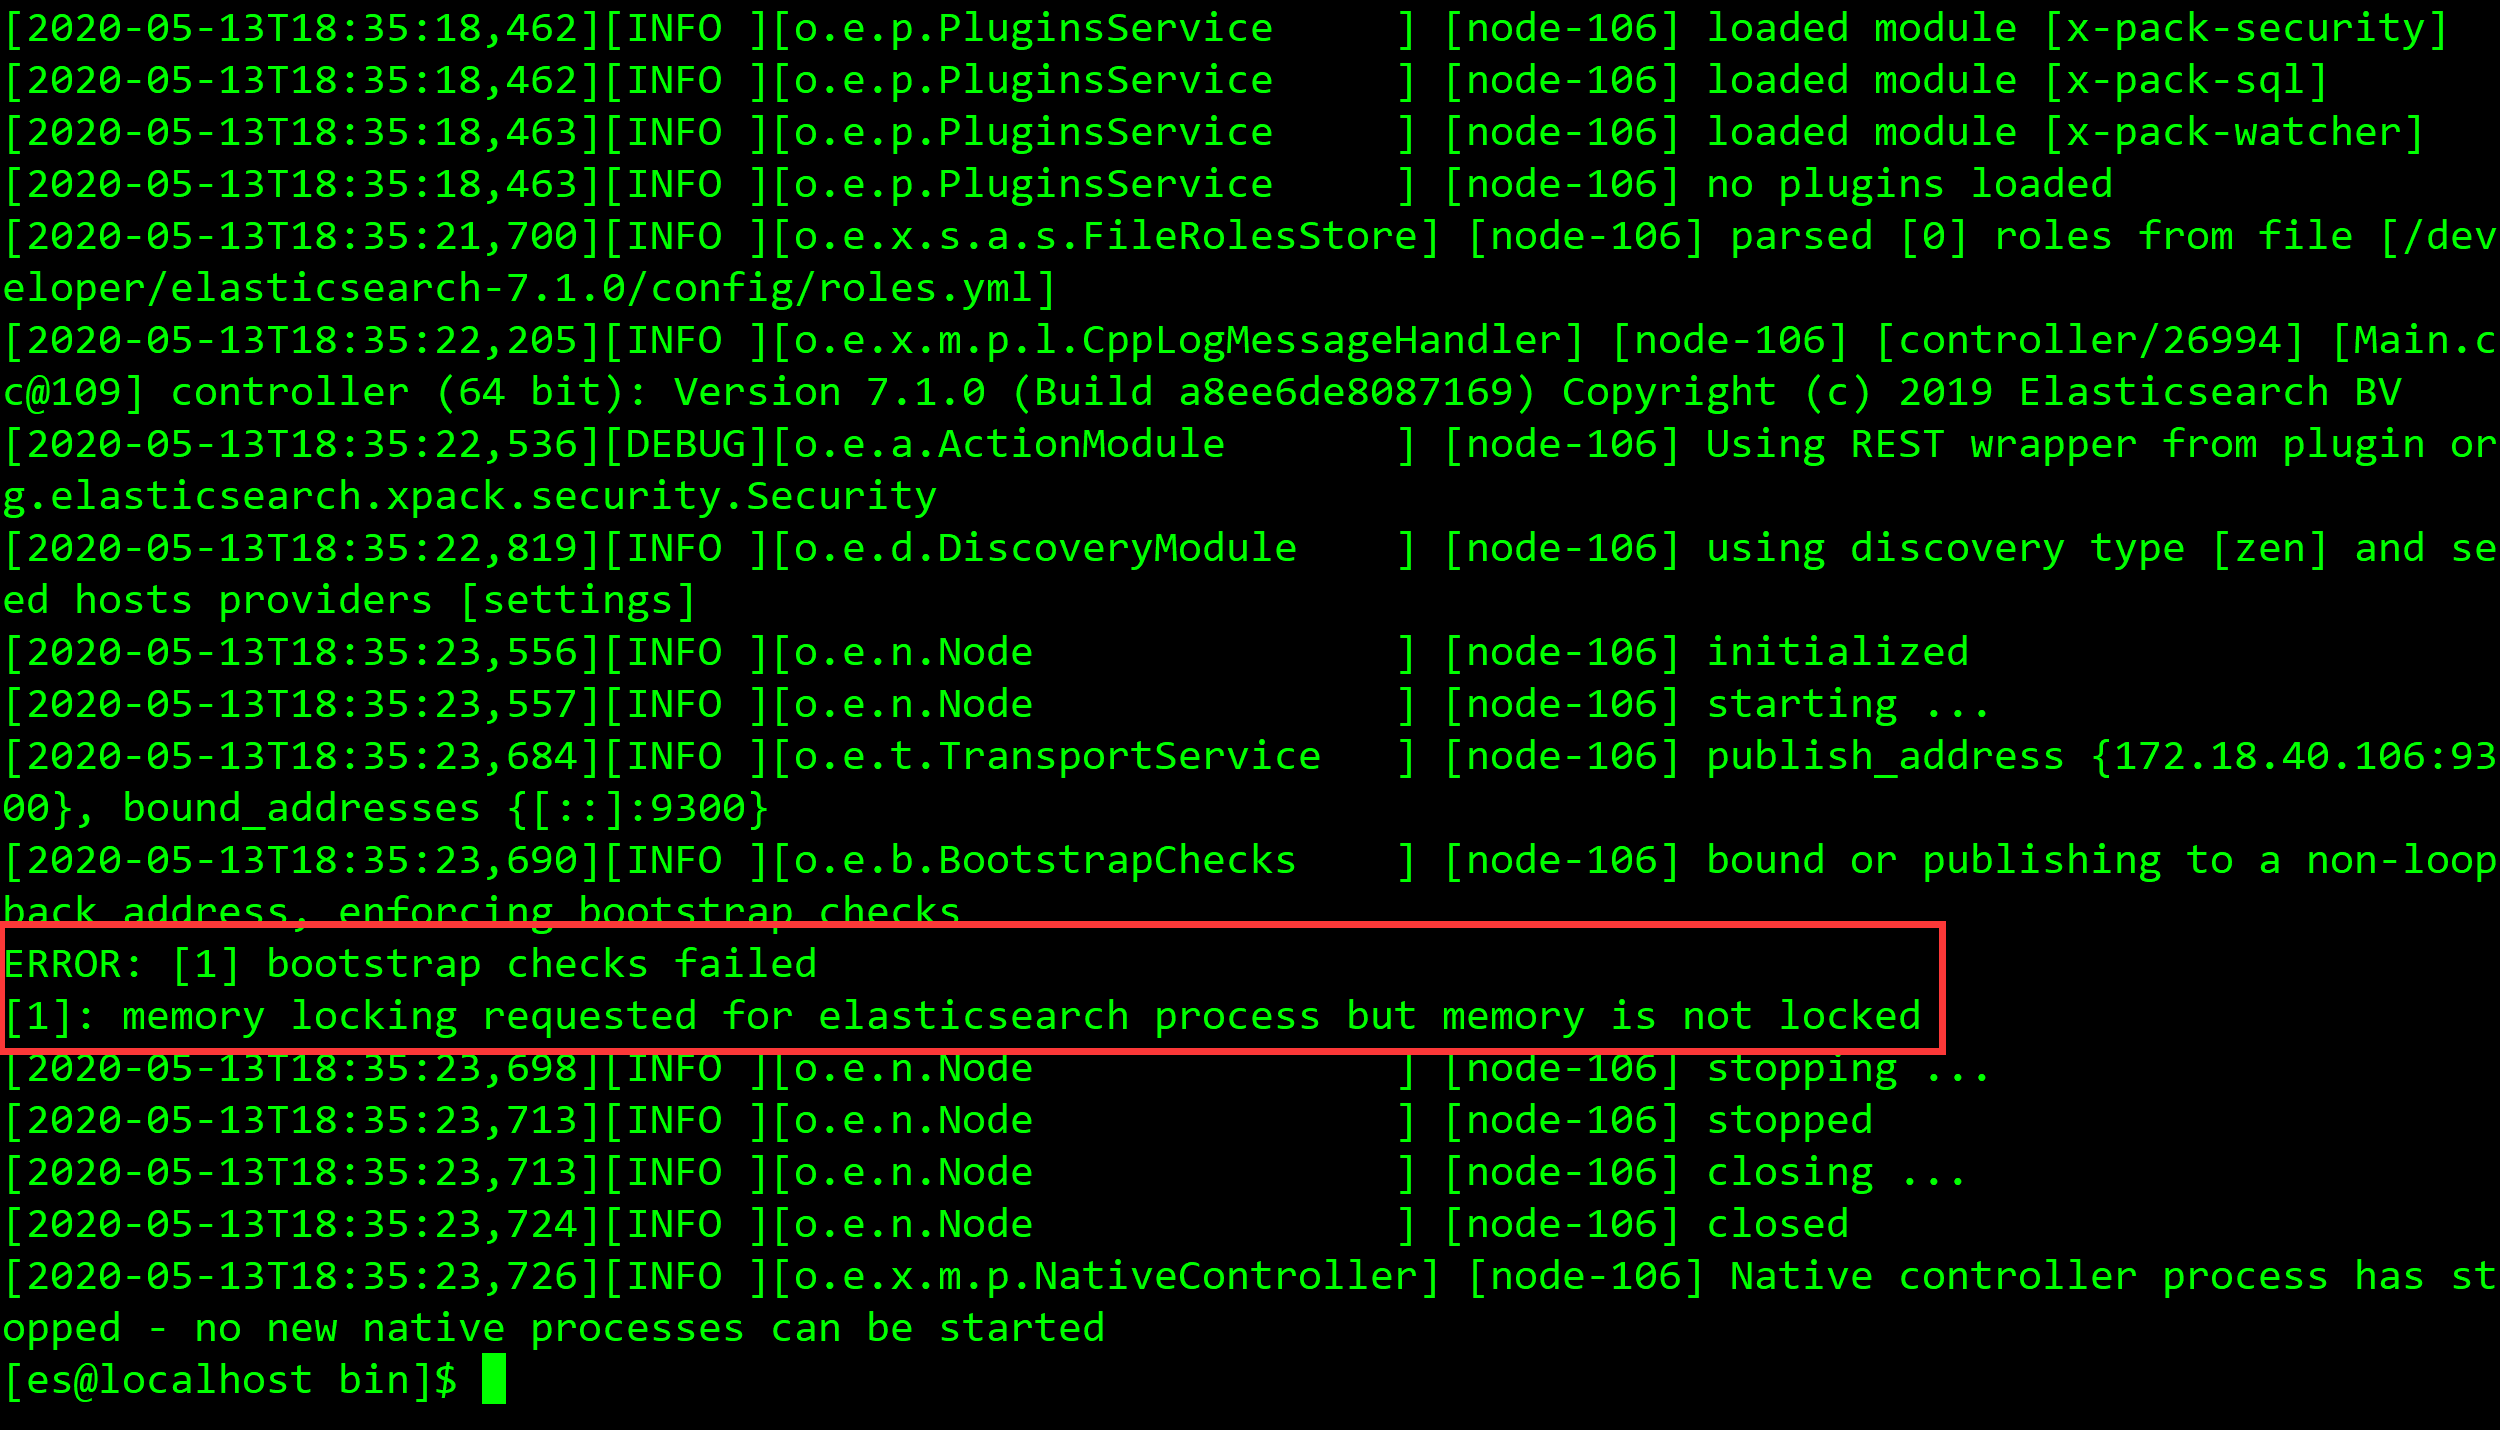 [2020-05-13T18:35:18,462][INFO ][o.e.p.PluginsService     ] [node-106] loaded module [x-pack-security]
[2020-05-13T18:35:18,462][INFO ][o.e.p.PluginsService     ] [node-106] loaded module [x-pack-sql]
[2020-05-13T18:35:18,463][INFO ][o.e.p.PluginsService     ] [node-106] loaded module [x-pack-watcher]
[2020-05-13T18:35:18,463][INFO ][o.e.p.PluginsService     ] [node-106] no plugins loaded
[2020-05-13T18:35:21,700][INFO ][o.e.x.s.a.s.FileRolesStore] [node-106] parsed [0] roles from file [/dev
eloper/elasticsearch-7.1.0/config/roles.yml]
[2020-05-13T18:35:22,205][INFO ][o.e.x.m.p.l.CppLogMessageHandler] [node-106] [controller/26994] [Main.c
c@109] controller (64 bit): Version 7.1.0 (Build a8ee6de8087169) Copyright (c) 2019 Elasticsearch BV
[2020-05-13T18:35:22,536][DEBUG][o.e.a.ActionModule       ] [node-106] Using REST wrapper from plugin or
g.elasticsearch.xpack.security.Security
[2020-05-13T18:35:22,819][INFO ][o.e.d.DiscoveryModule    ] [node-106] using discovery type [zen] and se
ed hosts providers [settings]
[2020-05-13T18:35:23,556][INFO ][o.e.n.Node               ] [node-106] initialized
[2020-05-13T18:35:23,557][INFO ][o.e.n.Node               ] [node-106] starting ...
[2020-05-13T18:35:23,684][INFO ][o.e.t.TransportService   ] [node-106] publish_address {172.18.40.106:93
00}, bound_addresses {[::]:9300}
[2020-05-13T18:35:23,690][INFO ][o.e.b.BootstrapChecks    ] [node-106] bound or publishing to a non-loop
back address, enforcing bootstrap checks
ERROR: [1] bootstrap checks failed
[1]: memory locking requested for elasticsearch process but memory is not locked
[2020-05-13T18:35:23,698][INFO ][o.e.n.Node               ] [node-106] stopping ...
[2020-05-13T18:35:23,713][INFO ][o.e.n.Node               ] [node-106] stopped
[2020-05-13T18:35:23,713][INFO ][o.e.n.Node               ] [node-106] closing ...
[2020-05-13T18:35:23,724][INFO ][o.e.n.Node               ] [node-106] closed
[2020-05-13T18:35:23,726][INFO ][o.e.x.m.p.NativeController] [node-106] Native controller process has st
opped - no new native processes can be started
[es@localhost bin]$